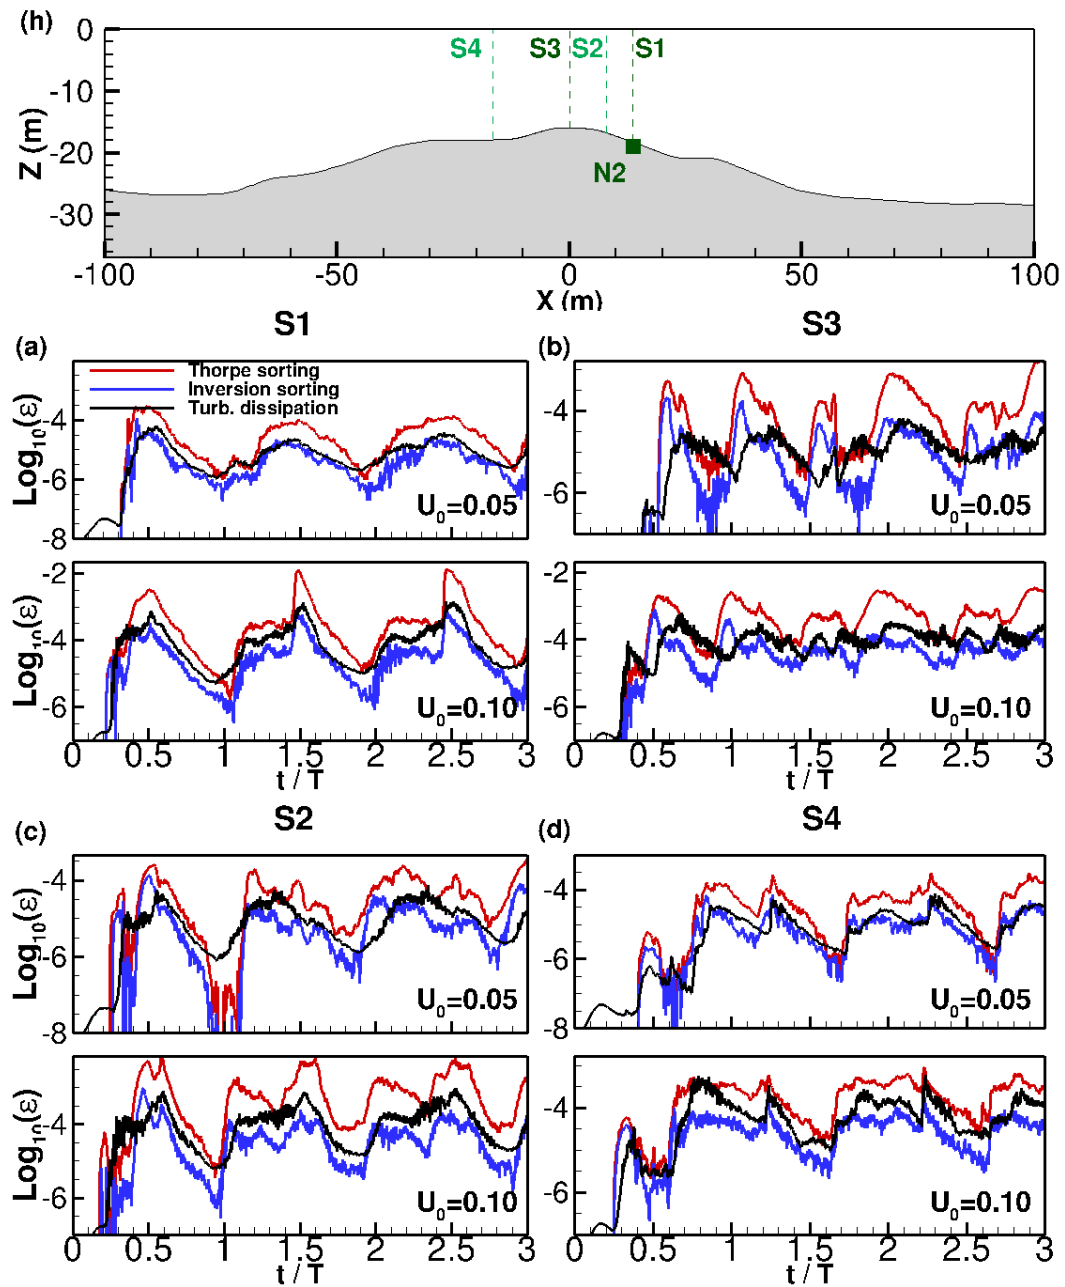 (h)
0
-10
-20
-30
Z (m)
S4 S3 S2 S1
N2
-100 -50 0 50 100
X (m)
S1
(a)
Thorpe sorting
Inversion sorting
Turb. dissipation
-4
-6
-8
Log10(ε)
U0=0.05
-2
-4
-6
Log10(ε)
U0=0.10
0 0.5 1 1.5 2 2.5 3
t / T
S3
(b)
-4
-6
U0=0.05
-2
-4
-6
U0=0.10
0 0.5 1 1.5 2 2.5 3
t / T
S2
(c)
-4
-6
-8
Log10(ε)
U0=0.05
-4
-6
Log10(ε)
U0=0.10
0 0.5 1 1.5 2 2.5 3
t / T
S4
(d)
-4
-6
-8
U0=0.05
-4
-6
U0=0.10
0 0.5 1 1.5 2 2.5 3
t / T